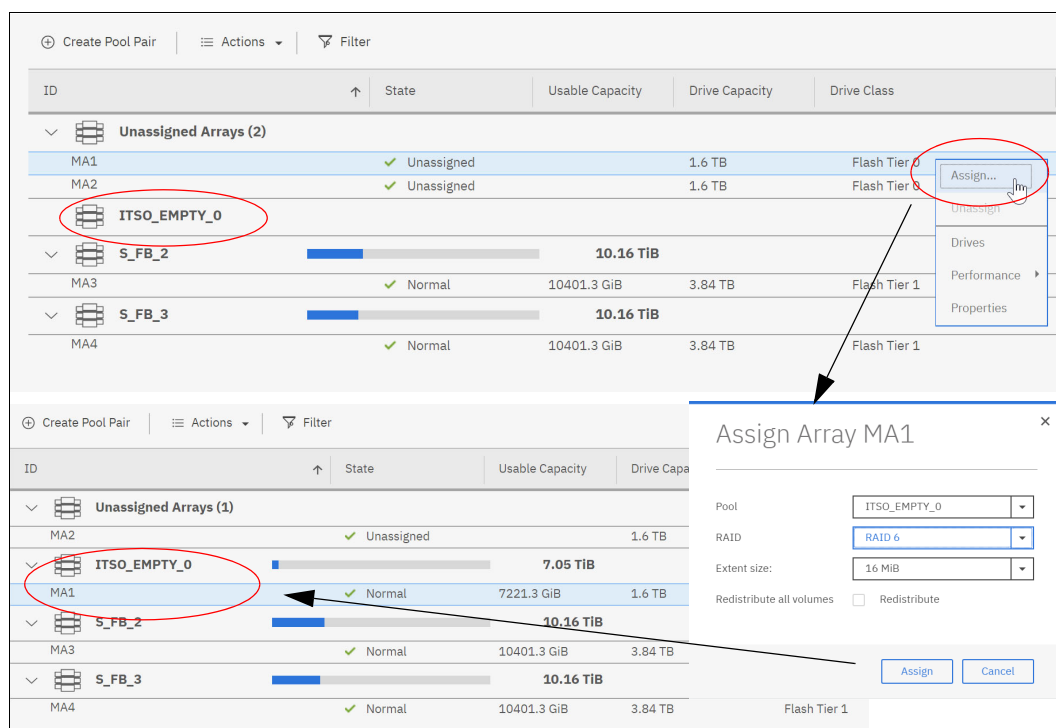 Create Pool Pair Actions Filter
ID State Usable Capacity Drive Capacity Drive Class
Unassigned Arrays (2)
MA1 Unassigned 1.6 TB Flash Tier 0
Assign...
MA2 Unassigned 1.6 TB Flash Tier 0
Unassign
ITSO_EMPTY_0
Drives
S_FB_2 10.16 TiB
Performance
MA3 Normal 10401.3 GiB 3.84 TB Flash Tier 1
Properties
S_FB_3 10.16 TiB
MA4 Normal 10401.3 GiB 3.84 TB Flash Tier 1
Create Pool Pair Actions Filter
ID State Usable Capacity Drive Capa
Unassigned Arrays (1)
MA2 Unassigned 1.6 TB
ITSO_EMPTY_0 7.05 TiB
MA1 Normal 7221.3 GiB 1.6 TB
S_FB_2 10.16 TiB
MA3 Normal 10401.3 GiB 3.84 TB
S_FB_3 10.16 TiB
MA4 Normal 10401.3 GiB 3.84 TB Flash Tier 1
Assign Array MA1
Pool ITSO_EMPTY_0
RAID RAID 6
Extent size: 16 MiB
Redistribute all volumes Redistribute
Assign Cancel